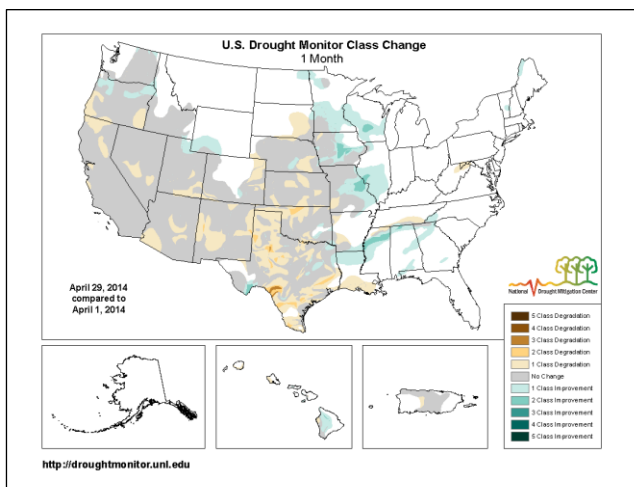 U.S. Drought Monitor Class Change
1 Month
April 29, 2014
compared to
April 1, 2014
National Drought Mitigation Center
5 Class Degradation
4 Class Degradation
3 Class Degradation
2 Class Degradation
1 Class Degradation
No Change
1 Class Improvement
2 Class Improvement
3 Class Improvement
4 Class Improvement
5 Class Improvement
http://droughtmonitor.unl.edu